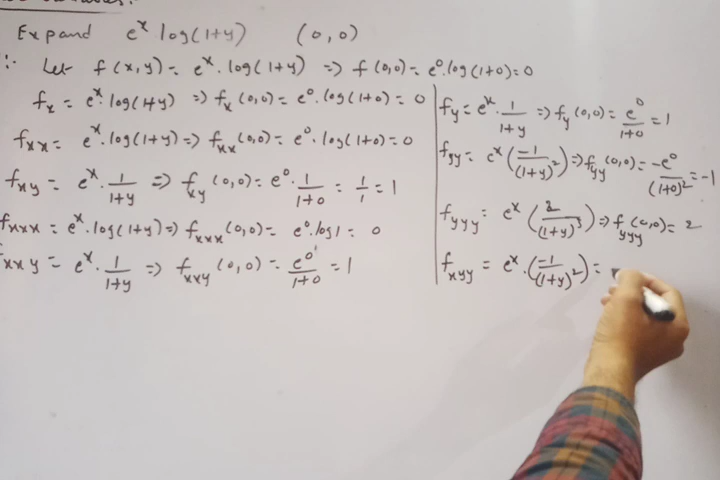 Expand e^x log(1+y) (0,0)
∵ Let f(x,y) = e^x . log(1+y) => f(0,0) = e^0 . log(1+0) = 0
f_x = e^x . log(1+y) => f_x(0,0) = e^0 . log(1+0) = 0
f_xx = e^x . log(1+y) => f_xx(0,0) = e^0 . log(1+0) = 0
f_xy = e^x . 1/(1+y) => f_xy(0,0) = e^0 . 1/(1+0) = 1/1 = 1
f_xxx = e^x . log(1+y) => f_xxx(0,0) = e^0 . log1 = 0
f_xxy = e^x . 1/(1+y) => f_xxy(0,0) = e^0/(1+0) = 1
f_y = e^x . 1/(1+y) => f_y(0,0) = e^0/(1+0) = 1
f_yy = e^x (-1/(1+y)^2) => f_yy(0,0) = -e^0/(1+0)^2 = -1
f_yyy = e^x (2/(1+y)^3) => f_yyy(0,0) = 2
f_xyy = e^x . (-1/(1+y)^2) =